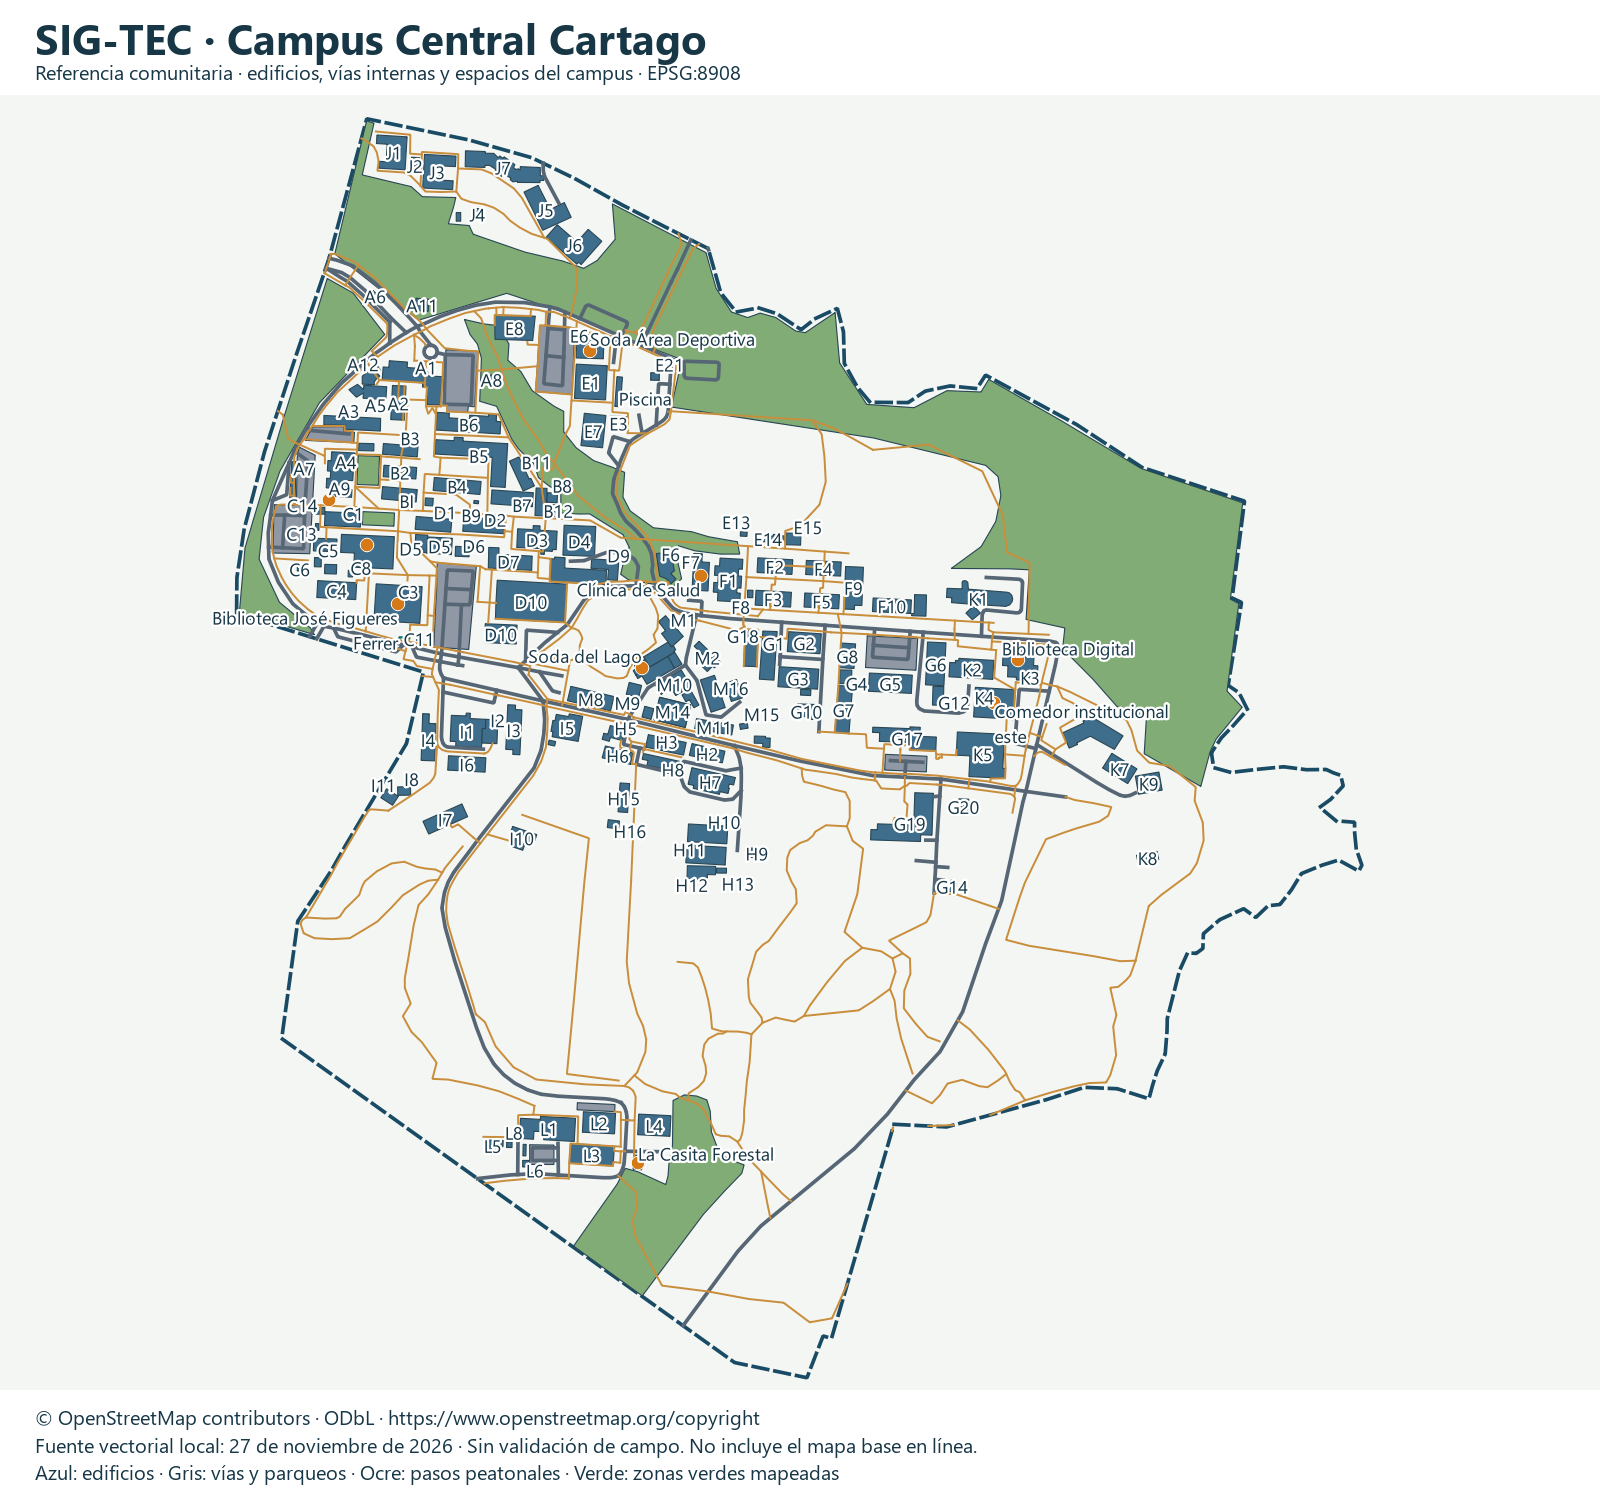 SIG-TEC · Campus Central Cartago
Referencia comunitaria · edificios, vías internas y espacios del campus · EPSG:8908
J1
J2
J3
J7
J4
J5
J6
A6
A11
E8
E6
Soda Área Deportiva
A12
A1
A8
E21
E1
A5
A2
Piscina
A3
B6
E7
E3
B3
A7
A4
B5
B11
B2
A9
B4
B8
C14
BI
B7
B12
C1
D1
B9
D2
E13
E15
C13
E14
C5
D5
D5
D6
D3
D4
C6
C8
D7
D9
F6
F7
F2
F4
C4
C3
Clínica de Salud
F1
F9
D10
F8
F3
F5
F10
K1
Biblioteca José Figueres
Ferrer
C11
D10
M1
G18
G1
G2
Soda del Lago
M2
G8
G6
Biblioteca Digital
K2
K3
M10
M16
G3
G4
G5
M8
M9
M14
M15
G10
G7
G12
K4
Comedor institucional
este
I4
I1
I2
I3
I5
H5
M11
G17
H3
H2
H6
I6
H8
H7
K5
K7
K9
I11
I8
H15
G20
I7
I10
H16
H10
G19
H11
H9
K8
H12
H13
G14
L8
L1
L2
L4
L5
L3
La Casita Forestal
L6
© OpenStreetMap contributors · ODbL · https://www.openstreetmap.org/copyright
Fuente vectorial local: 27 de noviembre de 2026 · Sin validación de campo. No incluye el mapa base en línea.
Azul: edificios · Gris: vías y parqueos · Ocre: pasos peatonales · Verde: zonas verdes mapeadas